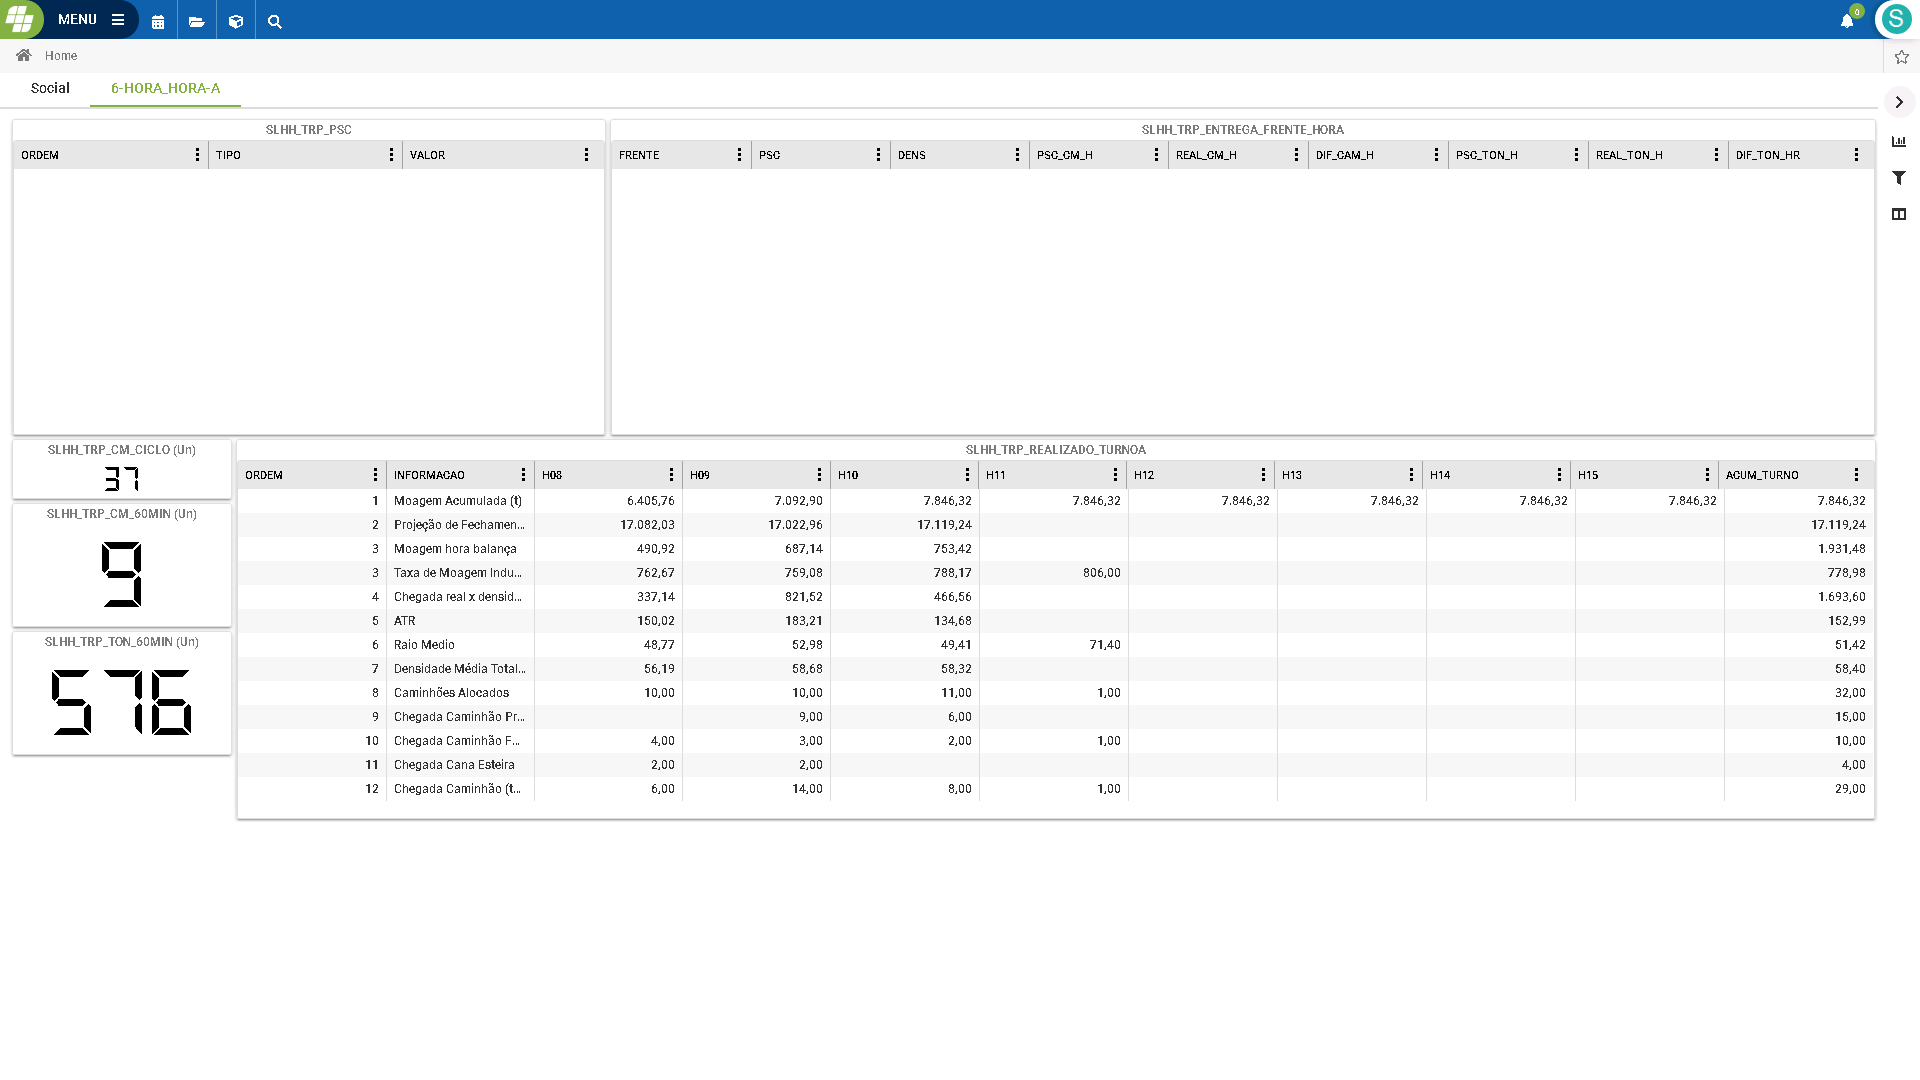 MENU
0
S
Home
Social 6-HORA_HORA-A
SLHH_TRP_PSC
ORDEM TIPO VALOR
SLHH_TRP_ENTREGA_FRENTE_HORA
FRENTE PSC DENS PSC_CM_H REAL_CM_H DIF_CAM_H PSC_TON_H REAL_TON_H DIF_TON_HR
SLHH_TRP_CM_CICLO (Un)
37
SLHH_TRP_CM_60MIN (Un)
9
SLHH_TRP_TON_60MIN (Un)
576
SLHH_TRP_REALIZADO_TURNOA
ORDEM INFORMACAO H08 H09 H10 H11 H12 H13 H14 H15 ACUM_TURNO
1 Moagem Acumulada (t) 6.405,76 7.092,90 7.846,32 7.846,32 7.846,32 7.846,32 7.846,32 7.846,32 7.846,32
2 Projeção de Fechamen... 17.082,03 17.022,96 17.119,24 17.119,24
3 Moagem hora balança 490,92 687,14 753,42 1.931,48
3 Taxa de Moagem Indu... 762,67 759,08 788,17 806,00 778,98
4 Chegada real x densid... 337,14 821,52 466,56 1.693,60
5 ATR 150,02 183,21 134,68 152,99
6 Raio Medio 48,77 52,98 49,41 71,40 51,42
7 Densidade Média Total... 56,19 58,68 58,32 58,40
8 Caminhões Alocados 10,00 10,00 11,00 1,00 32,00
9 Chegada Caminhão Pr... 9,00 6,00 15,00
10 Chegada Caminhão F... 4,00 3,00 2,00 1,00 10,00
11 Chegada Cana Esteira 2,00 2,00 4,00
12 Chegada Caminhão (t... 6,00 14,00 8,00 1,00 29,00